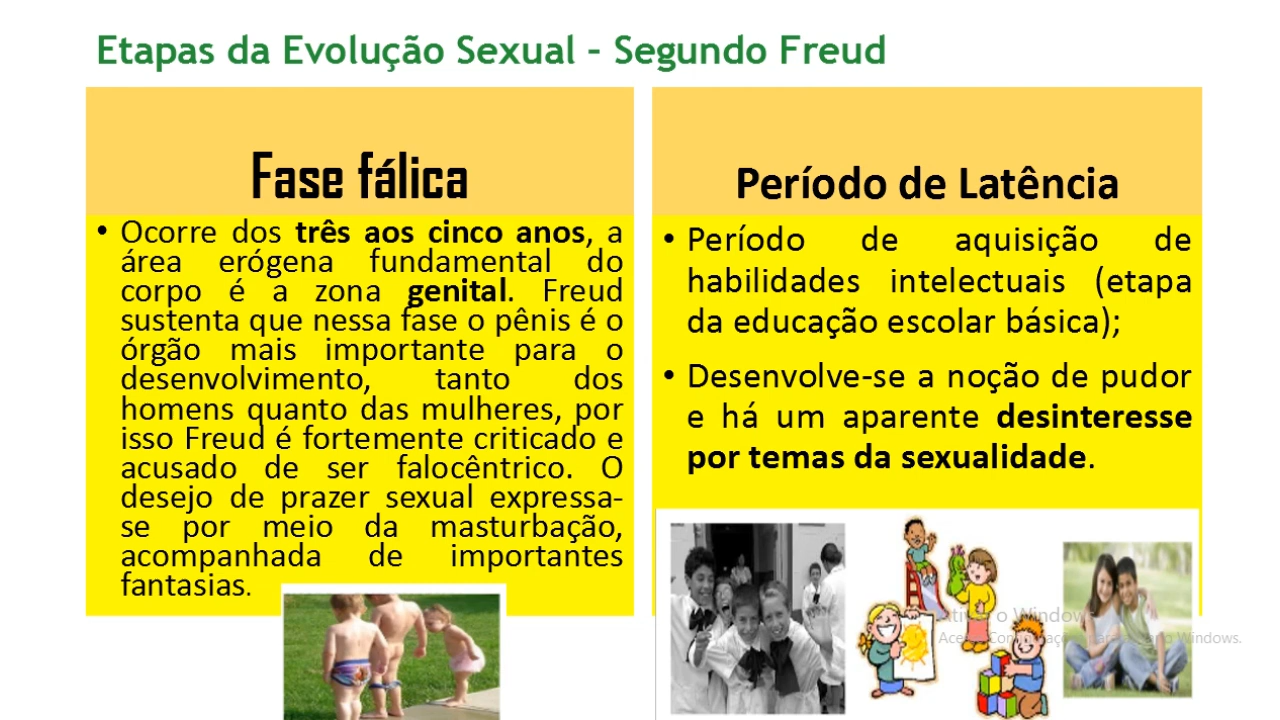 Etapas da Evolução Sexual – Segundo Freud
Fase fálica
• Ocorre dos três aos cinco anos, a
área erógena fundamental do
corpo é a zona genital. Freud
sustenta que nessa fase o pênis é o
órgão mais importante para o
desenvolvimento, tanto dos
homens quanto das mulheres, por
isso Freud é fortemente criticado e
acusado de ser falocêntrico. O
desejo de prazer sexual expressa-
se por meio da masturbação,
acompanhada de importantes
fantasias.
Período de Latência
• Período de aquisição de
habilidades intelectuais (etapa
da educação escolar básica);
• Desenvolve-se a noção de pudor
e há um aparente desinteresse
por temas da sexualidade.
o Windows
o Windows.